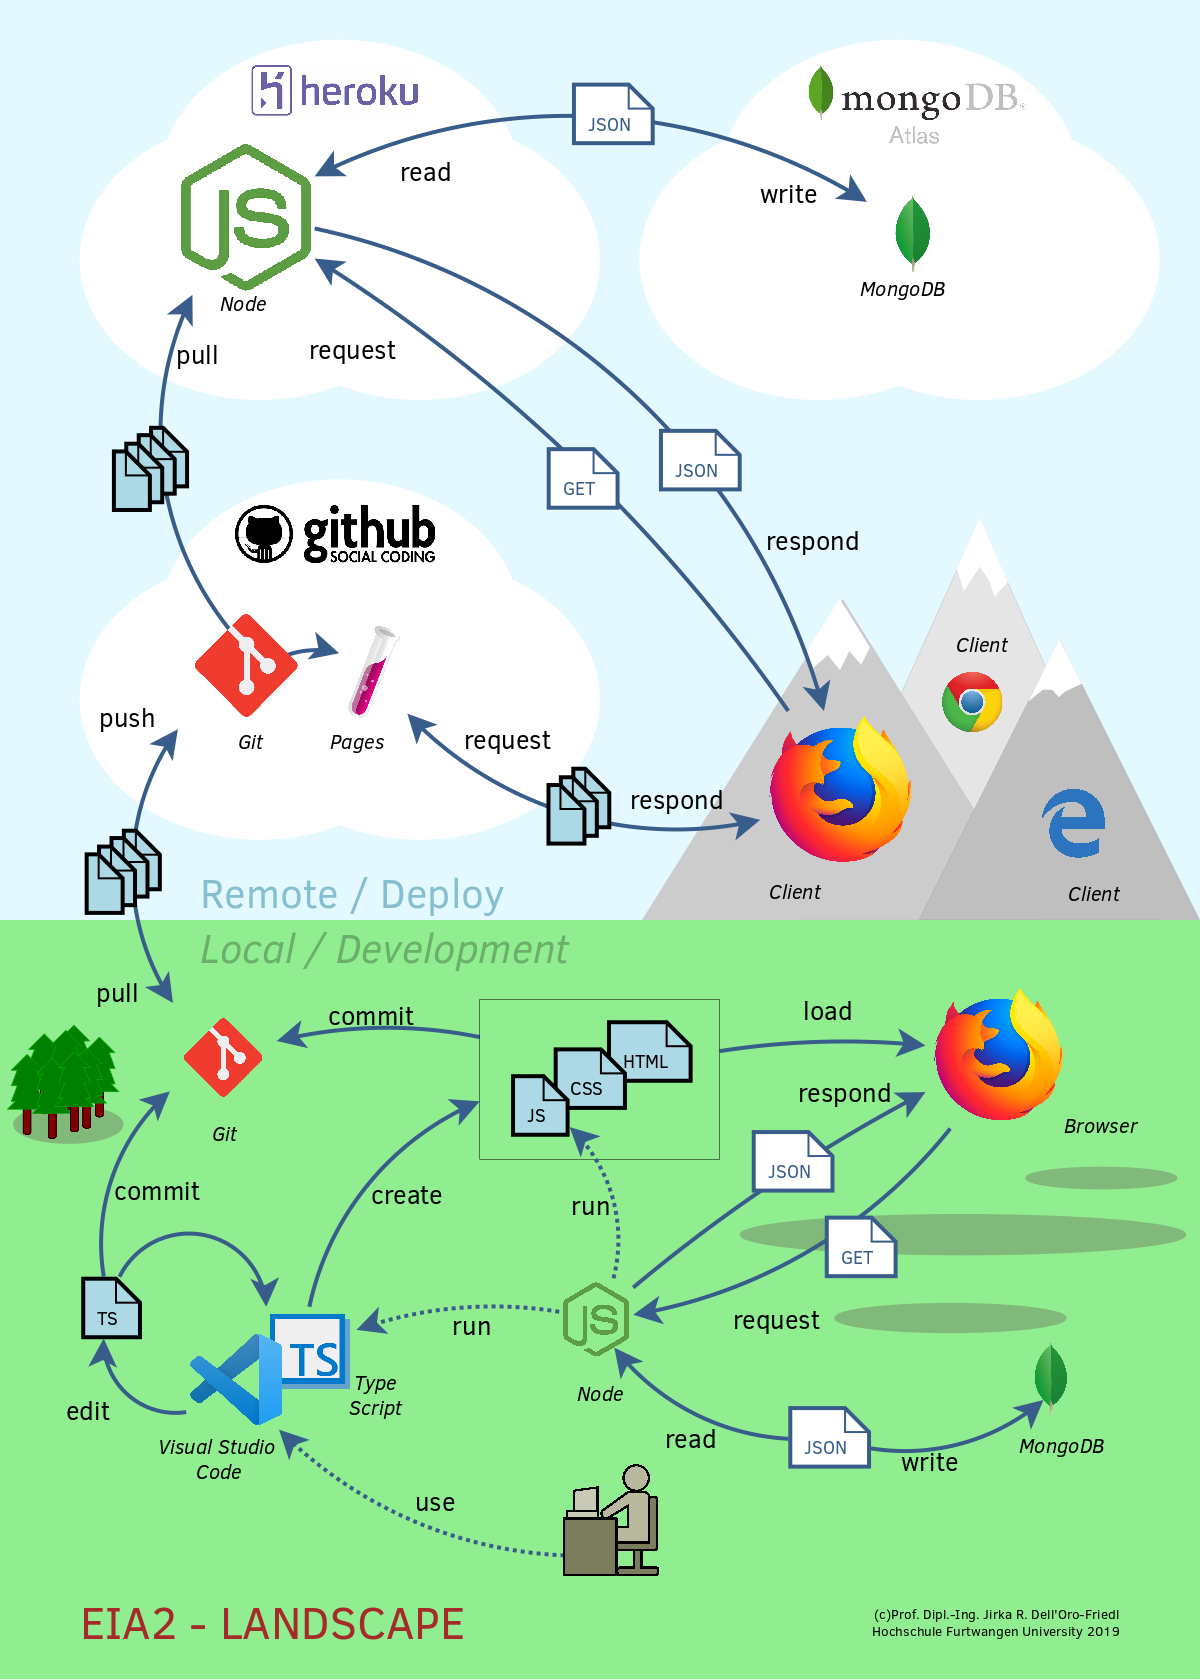 heroku
mongoDB®
Atlas
JSON
read
write
JS
Node
MongoDB
pull
request
JSON
GET
github
SOCIAL CODING
respond
Client
push
Git
Pages
request
respond
Client
Client
Remote / Deploy
Local / Development
pull
commit
load
HTML
CSS
JS
respond
Git
Browser
JSON
commit
create
run
GET
TS
JS
run
request
TS
Type
Script
Node
edit
read
JSON
write
MongoDB
Visual Studio
Code
use
EIA2 - LANDSCAPE
(c)Prof. Dipl.-Ing. Jirka R. Dell'Oro-Friedl
Hochschule Furtwangen University 2019